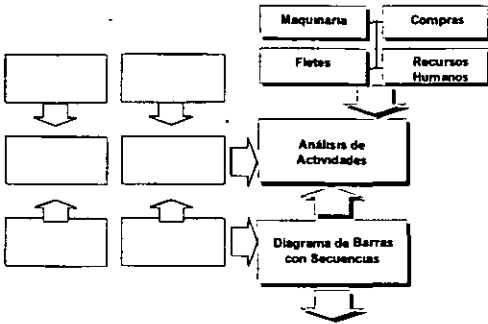 Maquinaria
Compras
Fletes
Recursos
Humanos
Análisis de
Actividades
Diagrama de Barras
con Secuencias